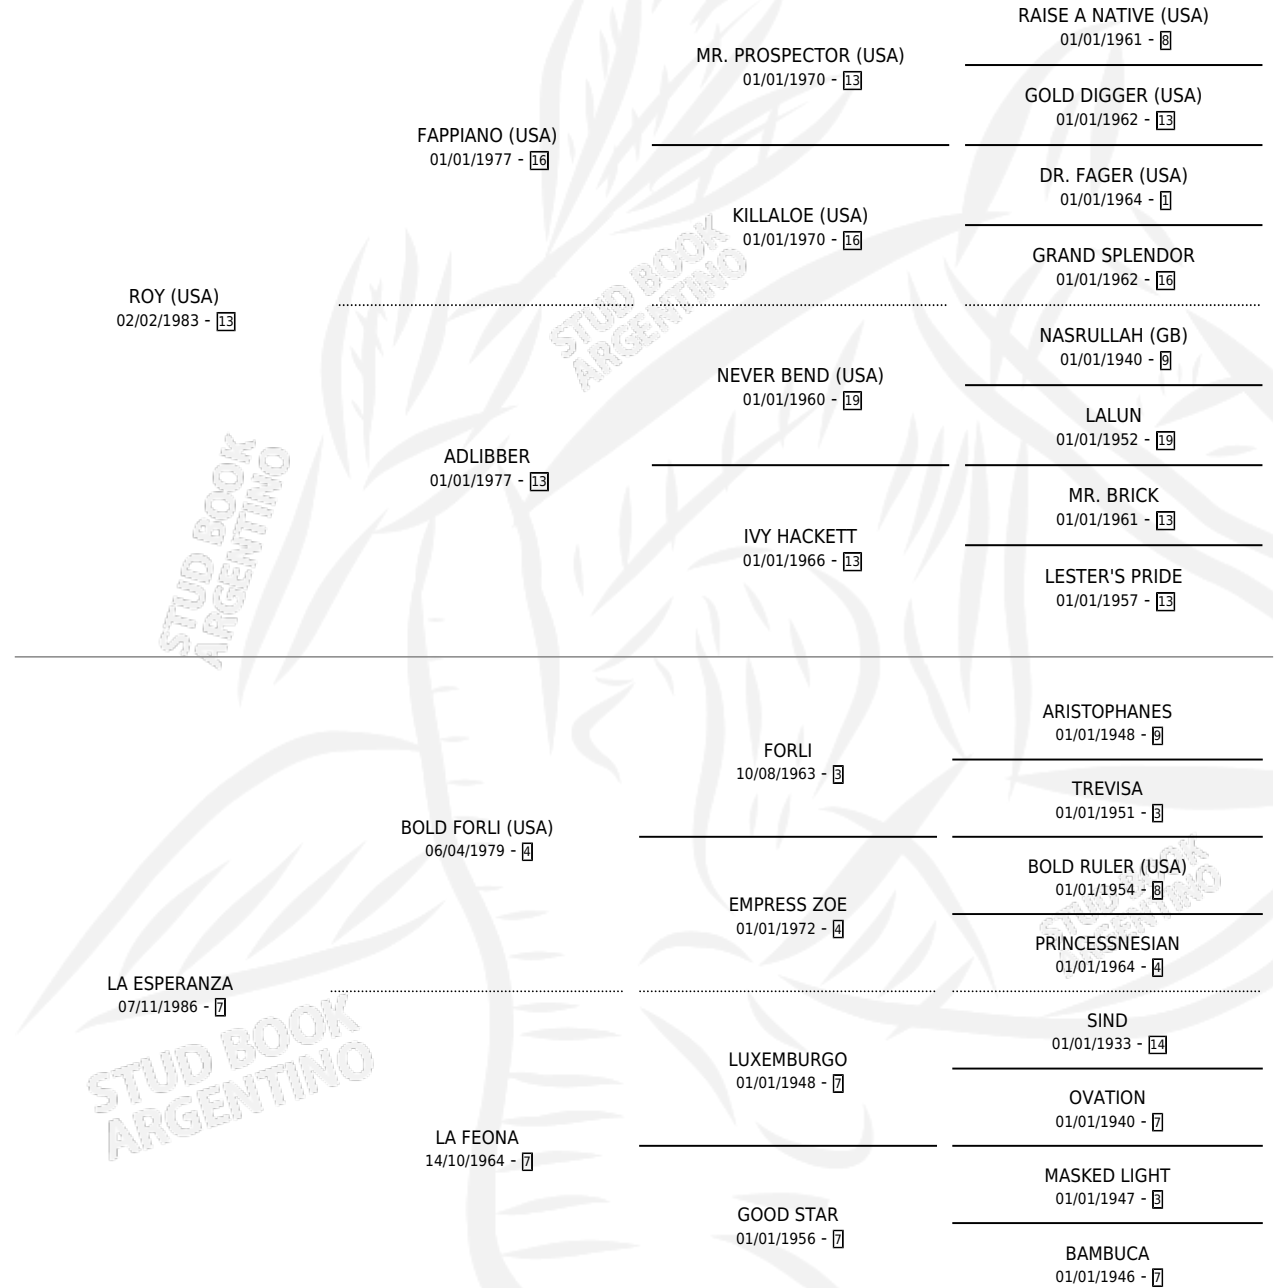 RAISE A NATIVE (USA)
01/01/1961 - 8
MR. PROSPECTOR (USA)
01/01/1970 - 13
GOLD DIGGER (USA)
01/01/1962 - 13
FAPPIANO (USA)
01/01/1977 - 16
DR. FAGER (USA)
01/01/1964 - 1
KILLALOE (USA)
01/01/1970 - 16
GRAND SPLENDOR
01/01/1962 - 16
ROY (USA)
02/02/1983 - 13
STUD BOOK
ARGENTINO
NASRULLAH (GB)
01/01/1940 - 9
NEVER BEND (USA)
01/01/1960 - 19
LALUN
01/01/1952 - 19
ADLIBBER
01/01/1977 - 13
MR. BRICK
01/01/1961 - 13
IVY HACKETT
01/01/1966 - 13
LESTER'S PRIDE
01/01/1957 - 13
STUD BOOK
ARGENTINO
ARISTOPHANES
01/01/1948 - 9
FORLI
10/08/1963 - 3
TREVISA
01/01/1951 - 3
BOLD FORLI (USA)
06/04/1979 - 4
BOLD RULER (USA)
01/01/1954 - 8
EMPRESS ZOE
01/01/1972 - 4
PRINCESSNESIAN
01/01/1964 - 4
STUD BOOK
ARGENTINO
LA ESPERANZA
07/11/1986 - 7
STUD BOOK
ARGENTINO
SIND
01/01/1933 - 14
LUXEMBURGO
01/01/1948 - 7
OVATION
01/01/1940 - 7
LA FEONA
14/10/1964 - 7
MASKED LIGHT
01/01/1947 - 3
GOOD STAR
01/01/1956 - 7
BAMBUCA
01/01/1946 - 7